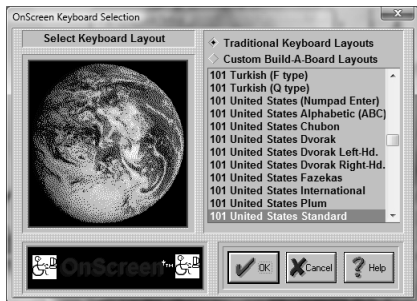 OnScreen Keyboard Selection
Select Keyboard Layout
Traditional Keyboard Layouts
Custom Build-A-Board Layouts
101 Turkish (F type)
101 Turkish (Q type)
101 United States (Numpad Enter)
101 United States Alphabetic (ABC)
101 United States Chubon
101 United States Dvorak
101 United States Dvorak Left-Hd.
101 United States Dvorak Right-Hd.
101 United States Fazekas
101 United States International
101 United States Plum
101 United States Standard
OnScreen TM
OK
Cancel
? Help